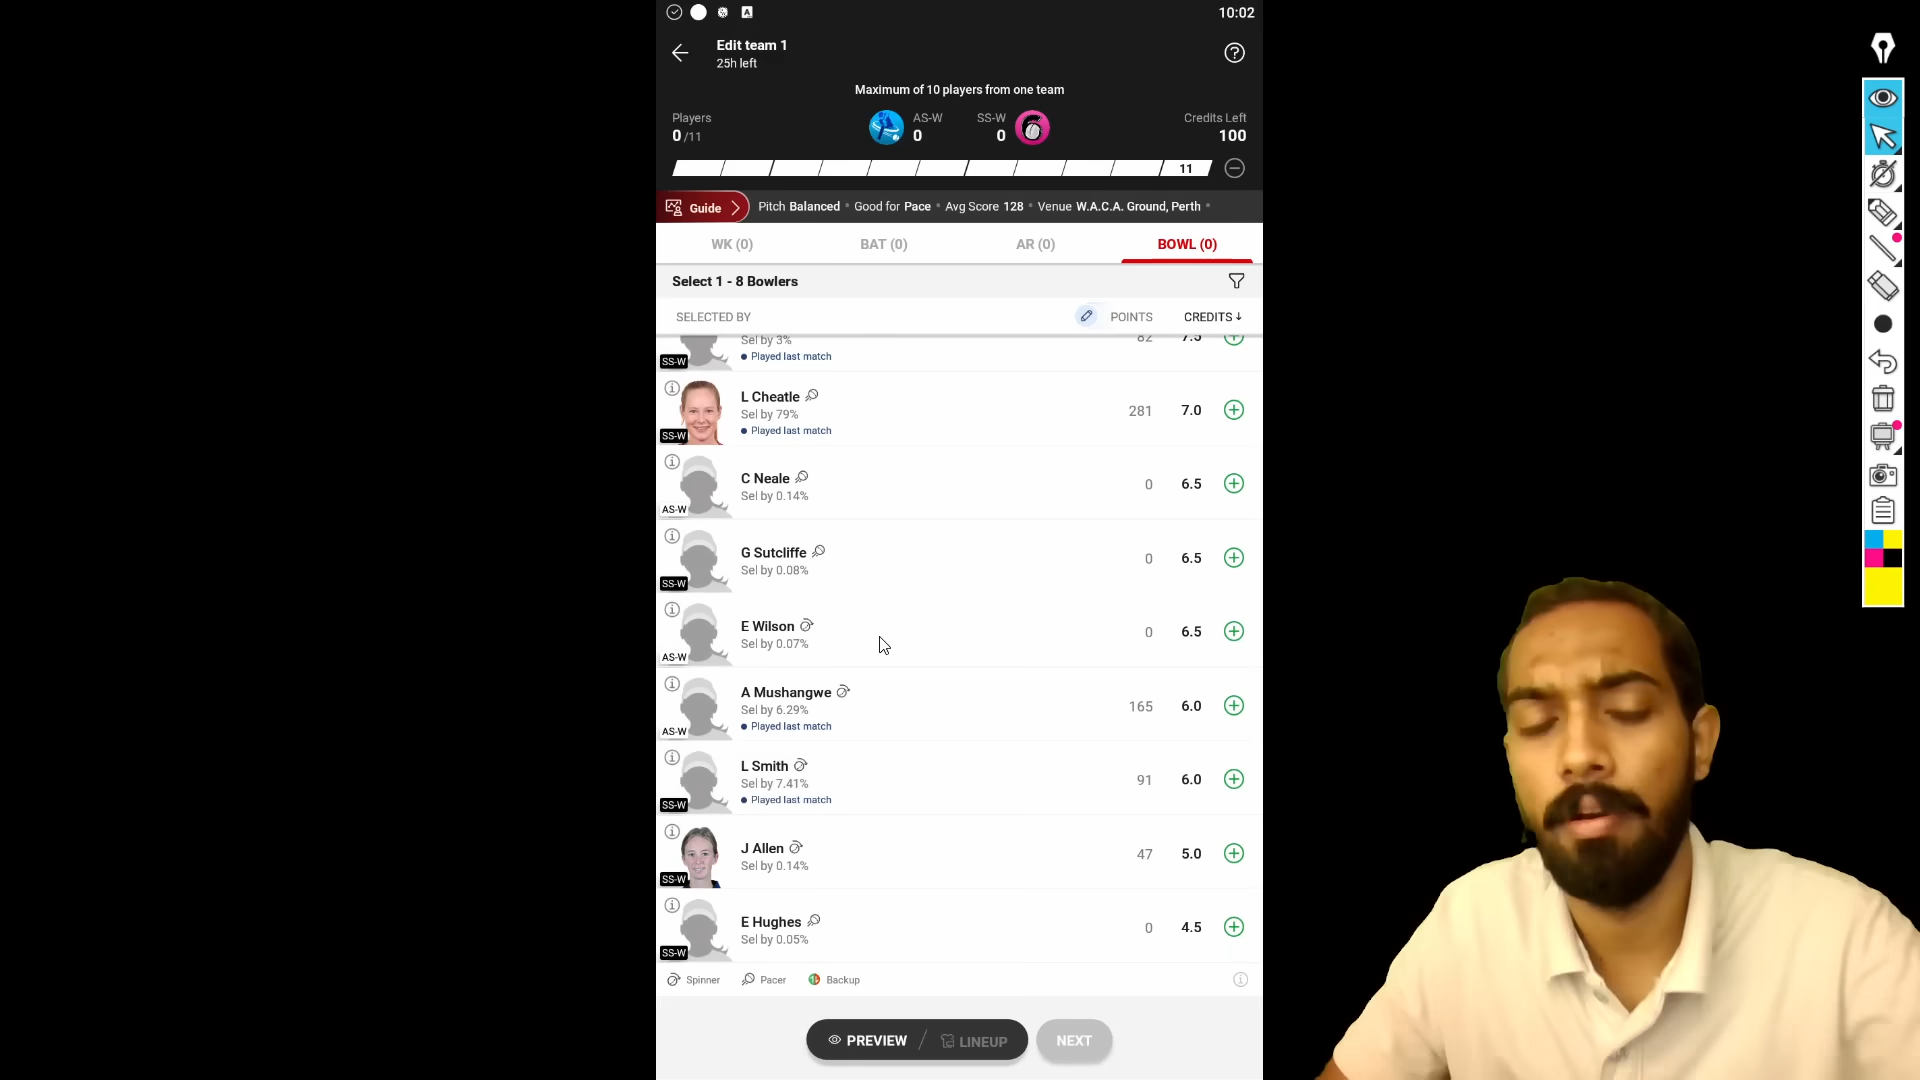 10:02
Edit team 1
25h left
Maximum of 10 players from one team
Players
0 /11
AS-W
0
SS-W
0
Credits Left
100
11
Guide
Pitch Balanced • Good for Pace • Avg Score 128 • Venue W.A.C.A. Ground, Perth •
WK (0) BAT (0) AR (0) BOWL (0)
Select 1 - 8 Bowlers
SELECTED BY POINTS CREDITS↓
Sel by 3% 82 7.5
Played last match
SS-W
L Cheatle
Sel by 79% 281 7.0
Played last match
SS-W
C Neale
Sel by 0.14% 0 6.5
AS-W
G Sutcliffe
Sel by 0.08% 0 6.5
SS-W
E Wilson
Sel by 0.07% 0 6.5
AS-W
A Mushangwe
Sel by 6.29% 165 6.0
Played last match
AS-W
L Smith
Sel by 7.41% 91 6.0
Played last match
SS-W
J Allen
Sel by 0.14% 47 5.0
SS-W
E Hughes
Sel by 0.05% 0 4.5
SS-W
Spinner Pacer Backup
PREVIEW / LINEUP NEXT